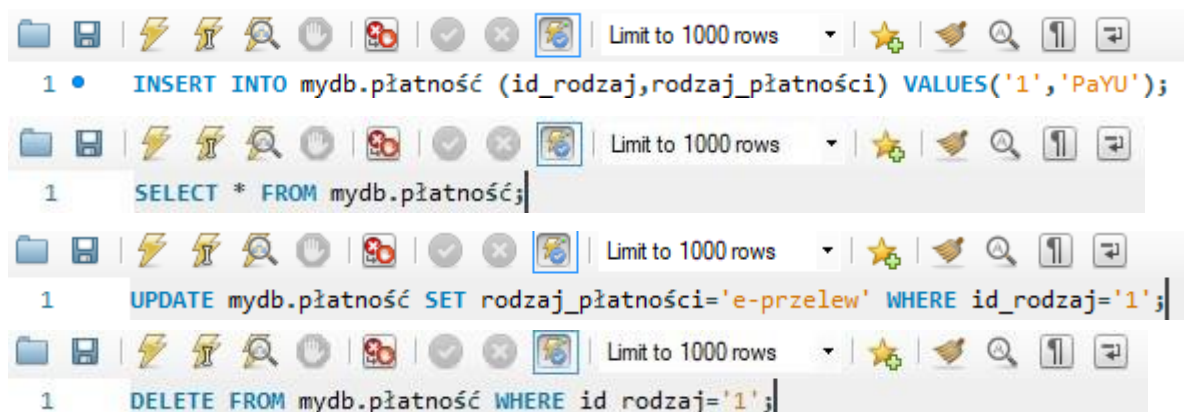 Limit to 1000 rows
1 INSERT INTO mydb.płatność (id_rodzaj,rodzaj_płatności) VALUES('1','PaYU');
Limit to 1000 rows
1 SELECT * FROM mydb.płatność;
Limit to 1000 rows
1 UPDATE mydb.płatność SET rodzaj_płatności='e-przelew' WHERE id_rodzaj='1';
Limit to 1000 rows
1 DELETE FROM mydb.płatność WHERE id_rodzaj='1';